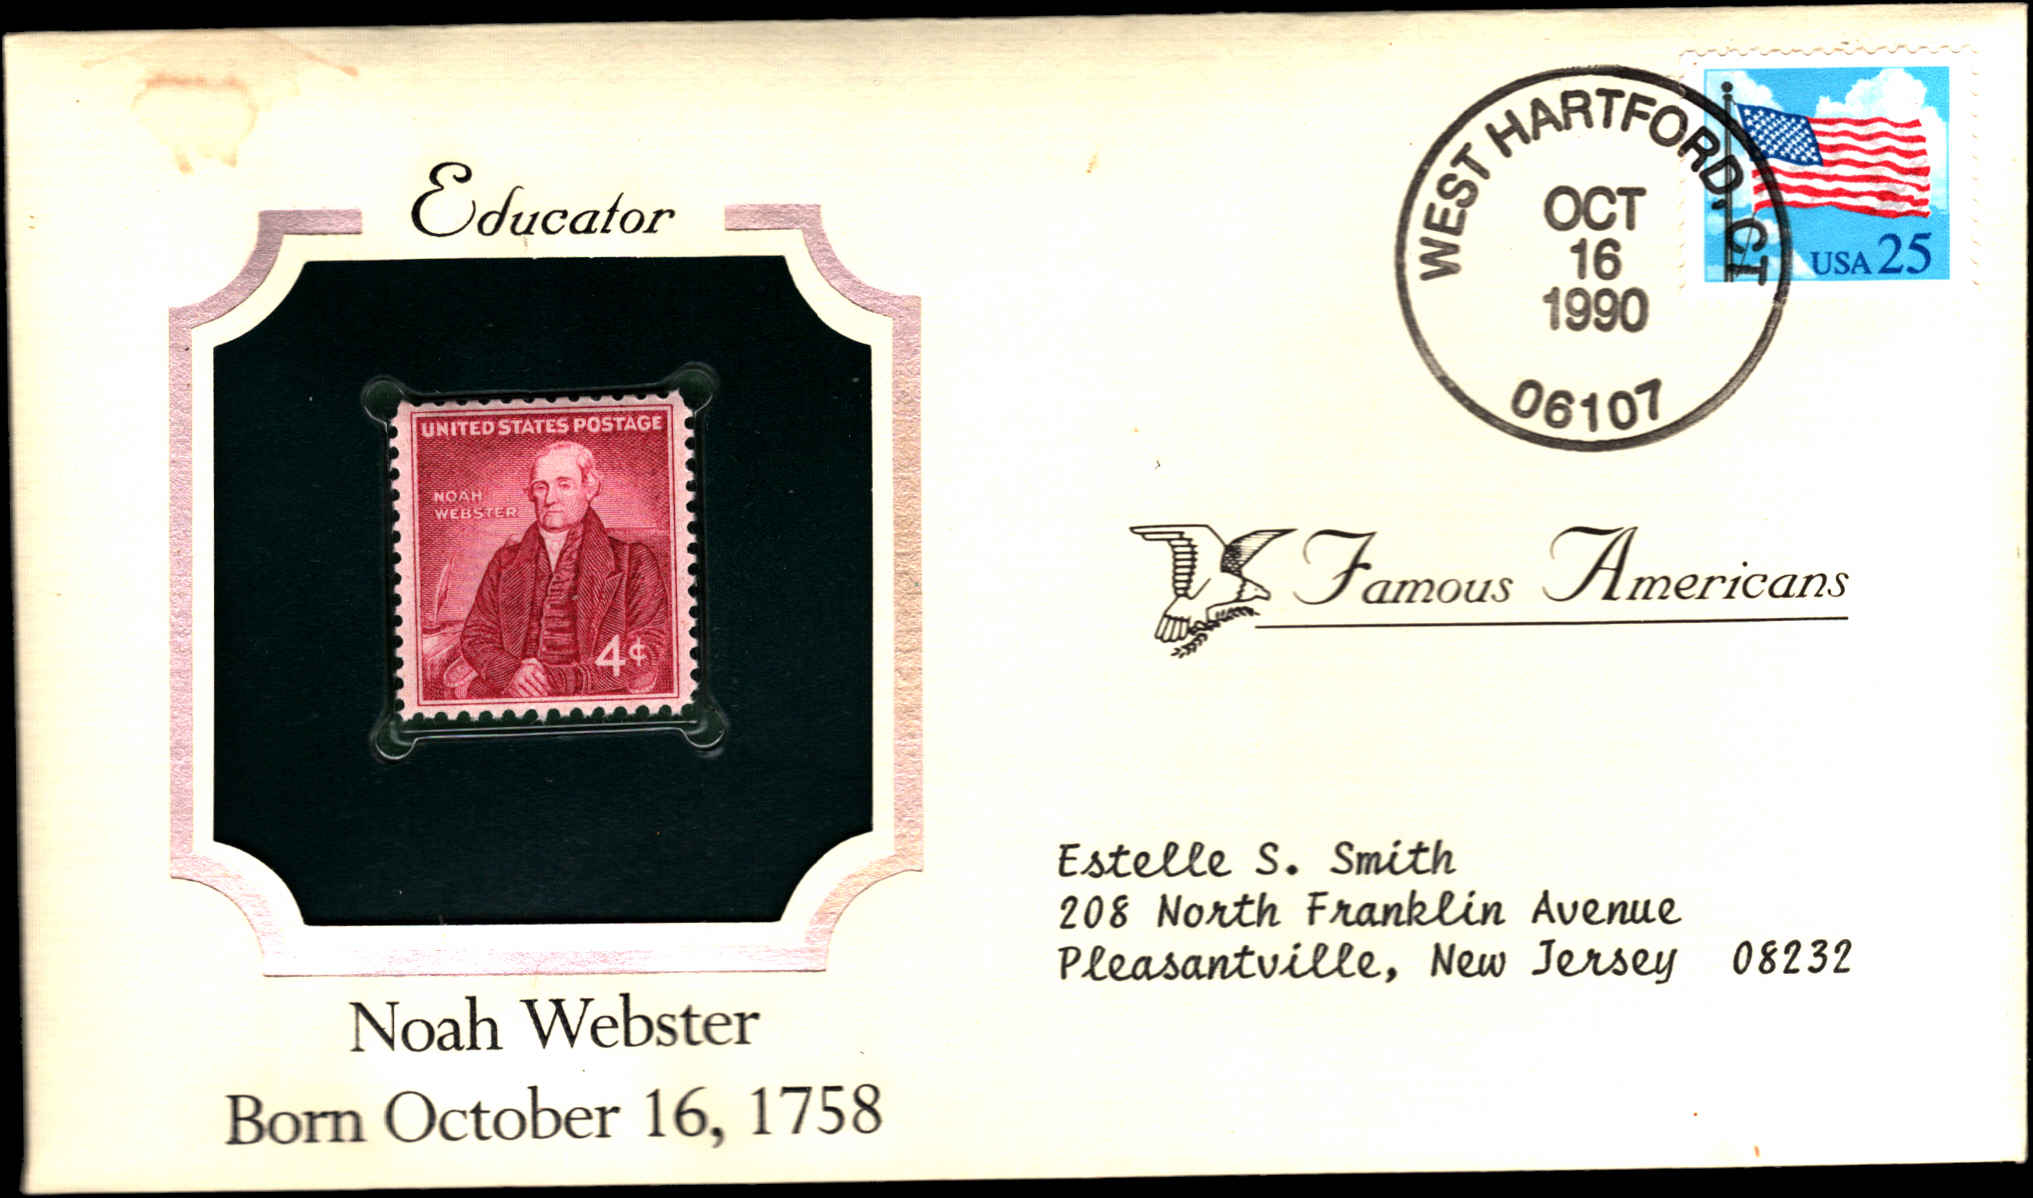 Educator
UNITED STATES POSTAGE
NOAH
WEBSTER
4¢
Noah Webster
Born October 16, 1758
WEST HARTFORD, CT
OCT
16
1990
06107
USA 25
Famous Americans
Estelle S. Smith
208 North Franklin Avenue
Pleasantville, New Jersey 08232